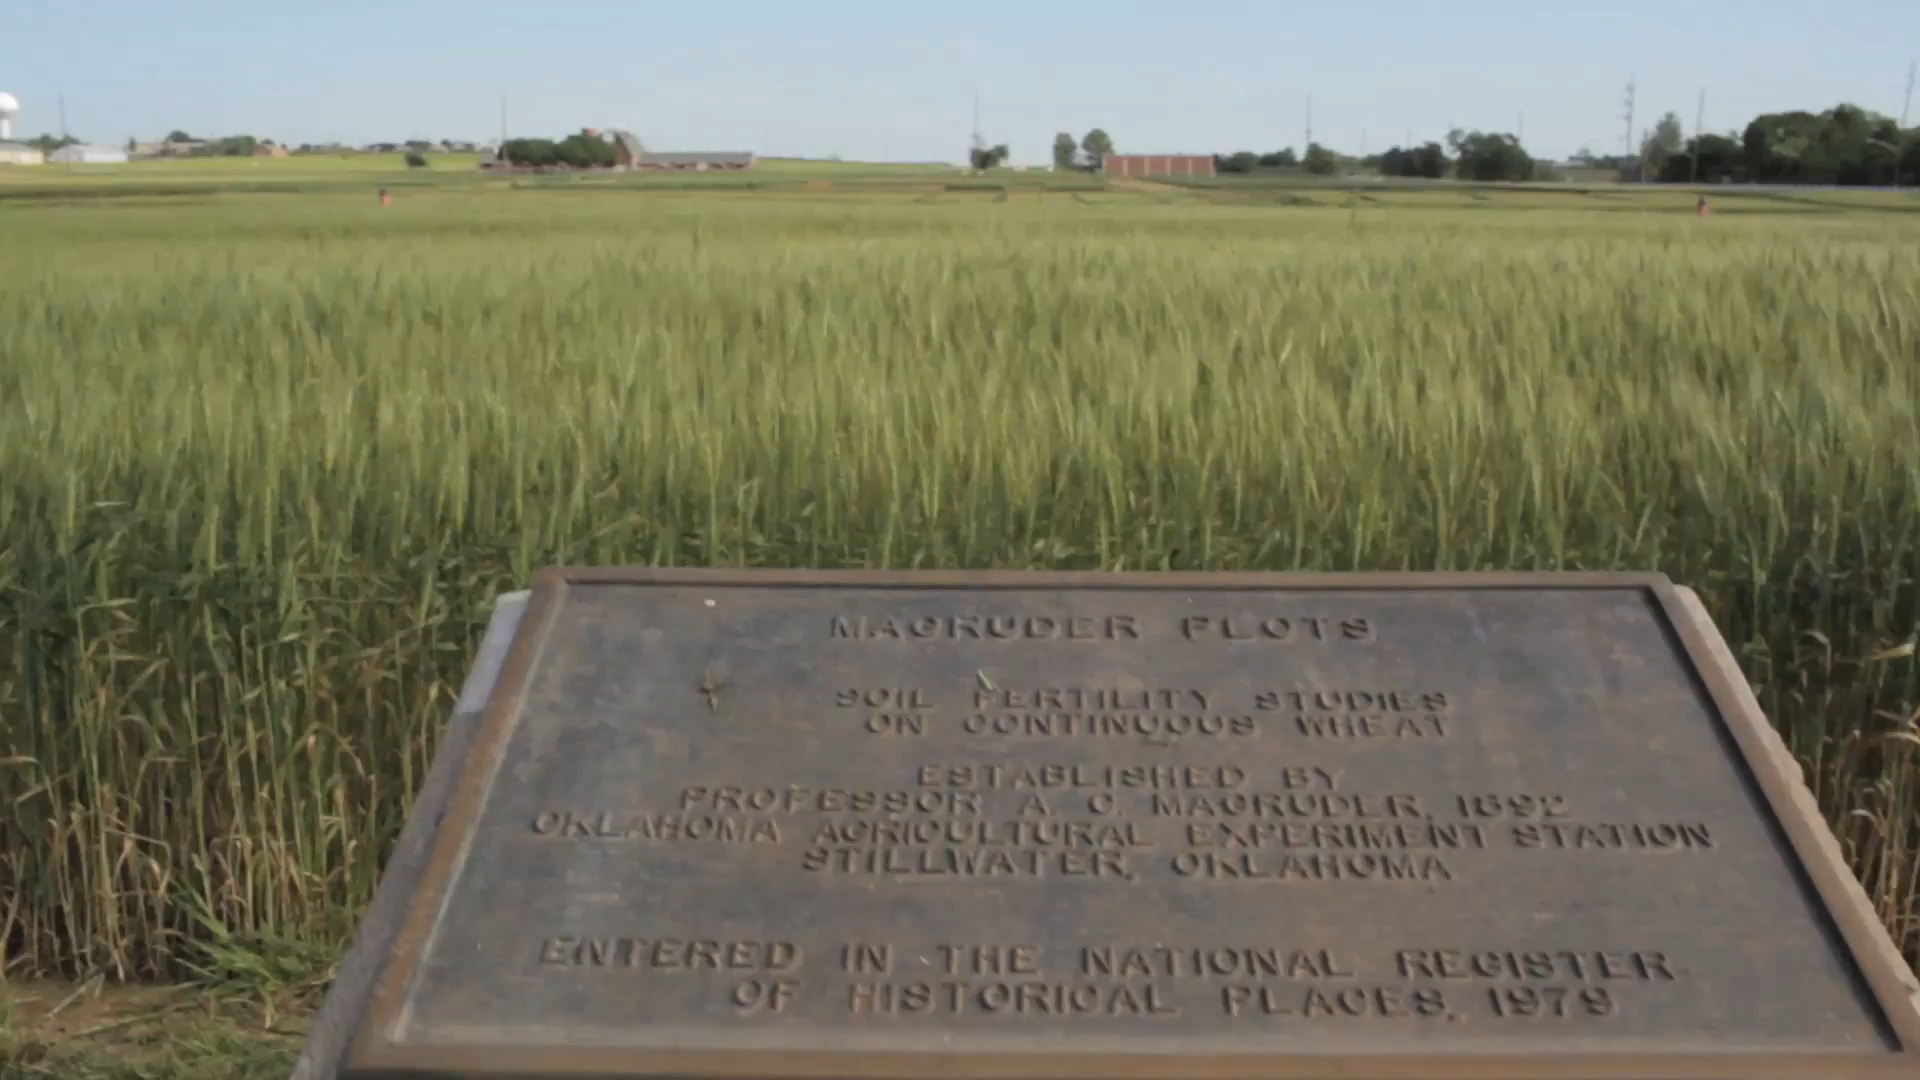 MAGRUDER PLOTS
SOIL FERTILITY STUDIES
ON CONTINUOUS WHEAT
ESTABLISHED BY
PROFESSOR A. C. MAGRUDER, 1892
OKLAHOMA AGRICULTURAL EXPERIMENT STATION
STILLWATER, OKLAHOMA
ENTERED IN THE NATIONAL REGISTER
OF HISTORICAL PLACES, 1979